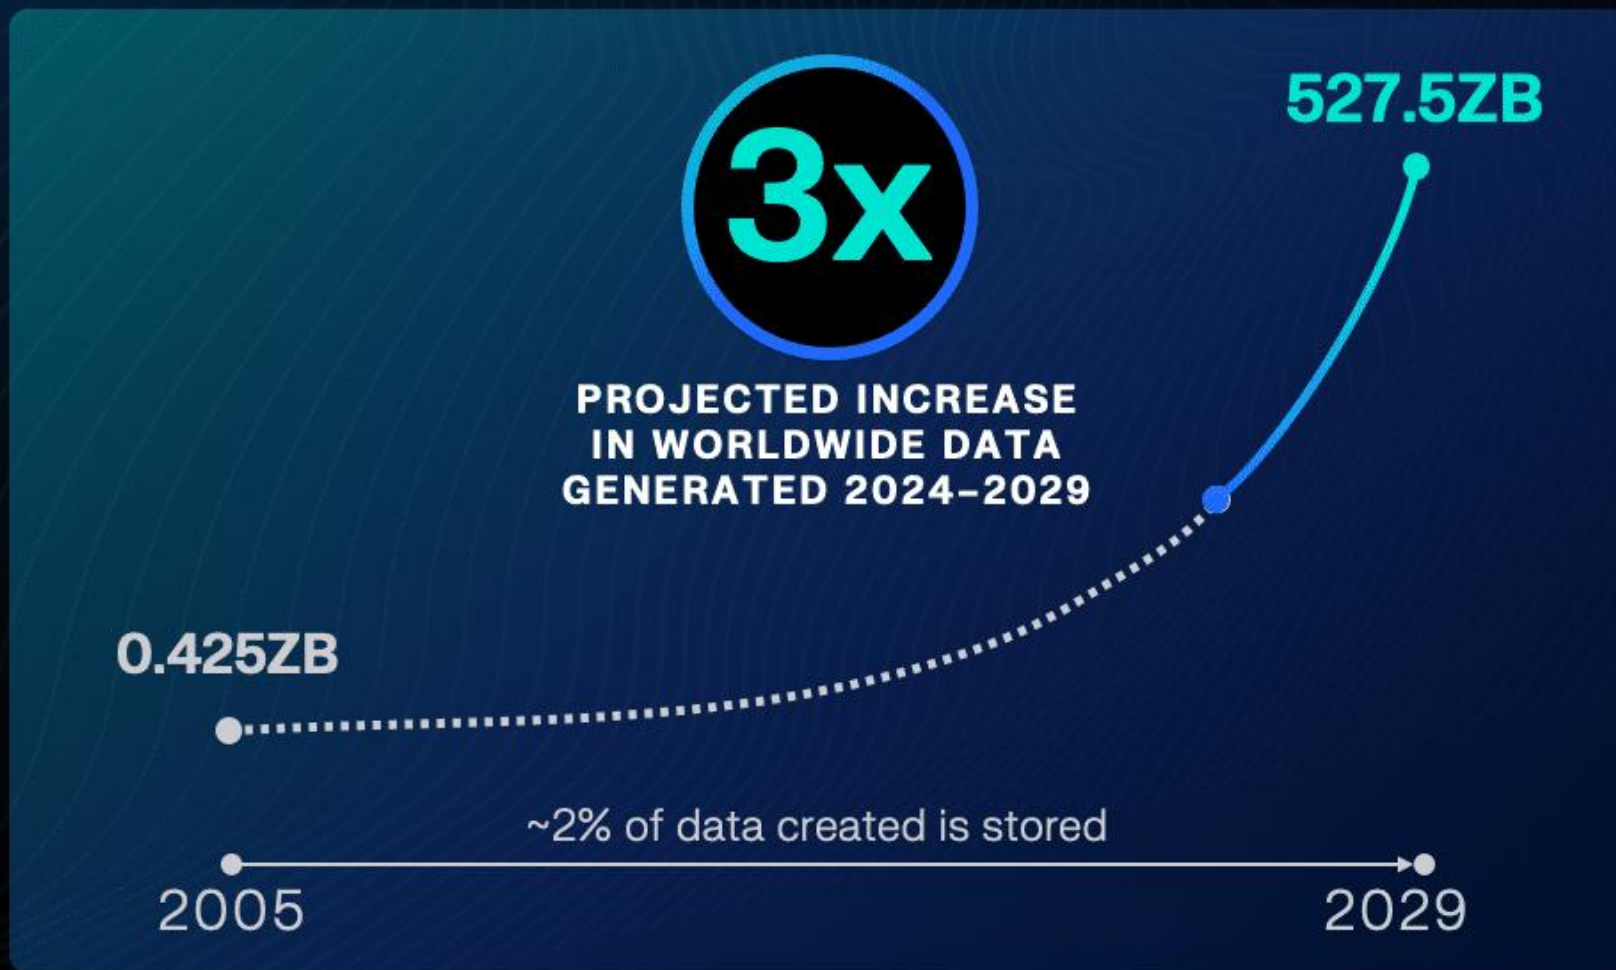 3x
527.5ZB
PROJECTED INCREASE
IN WORLDWIDE DATA
GENERATED 2024–2029
0.425ZB
~2% of data created is stored
2005
2029